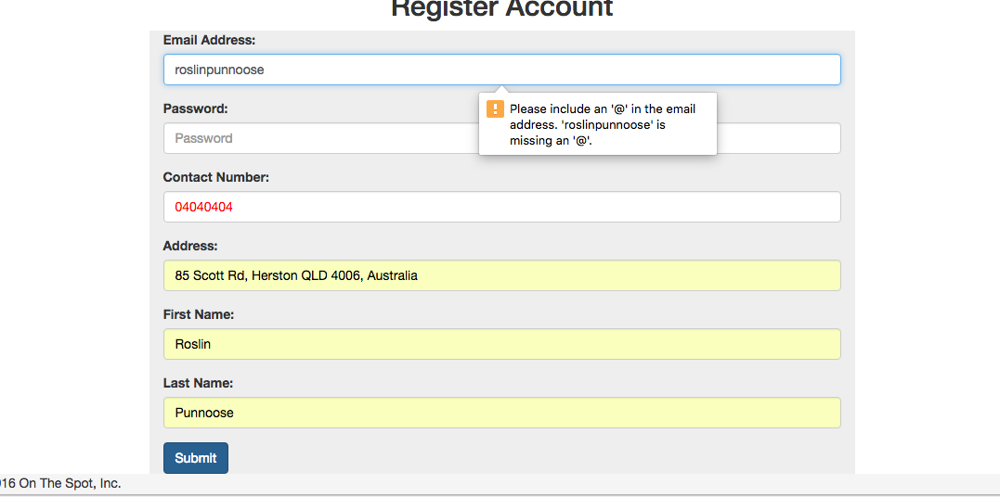 Register Account
Email Address:
roslinpunnoose
Please include an '@' in the email
address. 'roslinpunnoose' is
missing an '@'.
Password:
Password
Contact Number:
04040404
Address:
85 Scott Rd, Herston QLD 4006, Australia
First Name:
Roslin
Last Name:
Punnoose
Submit
16 On The Spot, Inc.